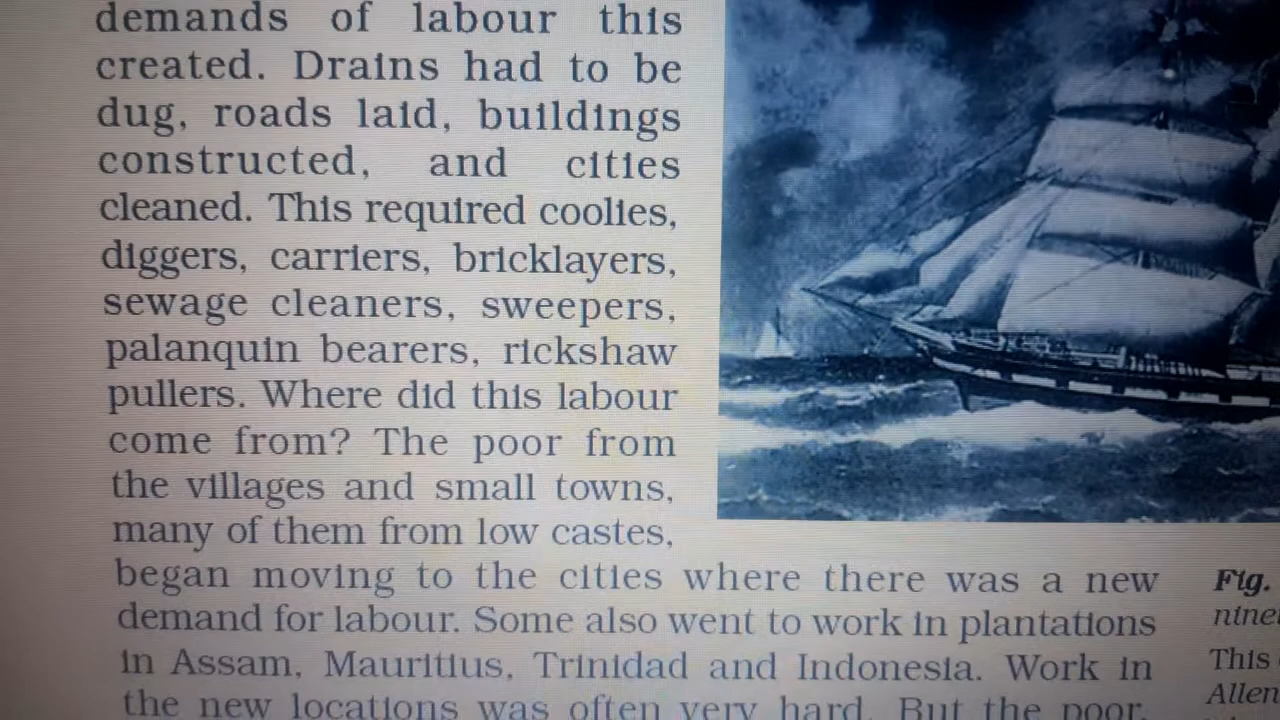 demands of labour this
created. Drains had to be
dug, roads laid, buildings
constructed, and cities
cleaned. This required coolies,
diggers, carriers, bricklayers,
sewage cleaners, sweepers,
palanquin bearers, rickshaw
pullers. Where did this labour
come from? The poor from
the villages and small towns,
many of them from low castes,
began moving to the cities where there was a new
demand for labour. Some also went to work in plantations
in Assam, Mauritius, Trinidad and Indonesia. Work in
the new locations was often very hard. But the poor,
Fig.
This
Allen